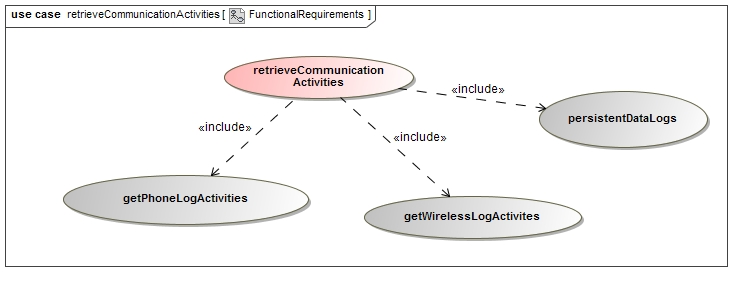 use case retrieveCommunicationActivities [ FunctionalRequirements ]
retrieveCommunication
Activities
«include»
persistentDataLogs
«include»
«include»
getPhoneLogActivities
getWirelessLogActivites